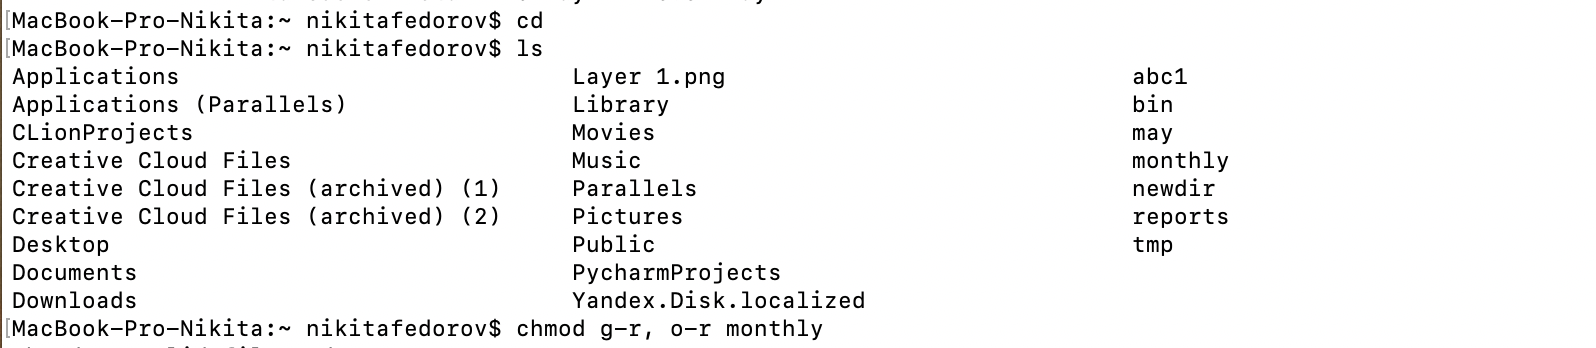 [MacBook-Pro-Nikita:~ nikitafedorov$ cd
[MacBook-Pro-Nikita:~ nikitafedorov$ ls
Applications Layer 1.png abc1
Applications (Parallels) Library bin
CLionProjects Movies may
Creative Cloud Files Music monthly
Creative Cloud Files (archived) (1) Parallels newdir
Creative Cloud Files (archived) (2) Pictures reports
Desktop Public tmp
Documents PycharmProjects
Downloads Yandex.Disk.localized
[MacBook-Pro-Nikita:~ nikitafedorov$ chmod g-r, o-r monthly